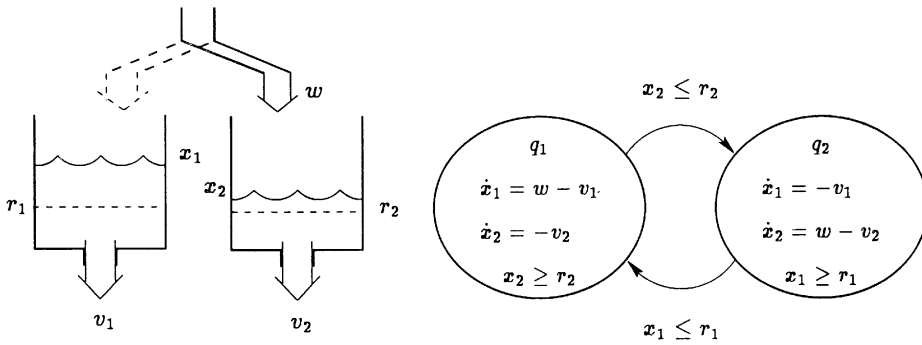 w
x₁
x₂
r₁
r₂
v₁
v₂
x₂ ≤ r₂
q₁
ẋ₁ = w − v₁
ẋ₂ = −v₂
x₂ ≥ r₂
q₂
ẋ₁ = −v₁
ẋ₂ = w − v₂
x₁ ≥ r₁
x₁ ≤ r₁